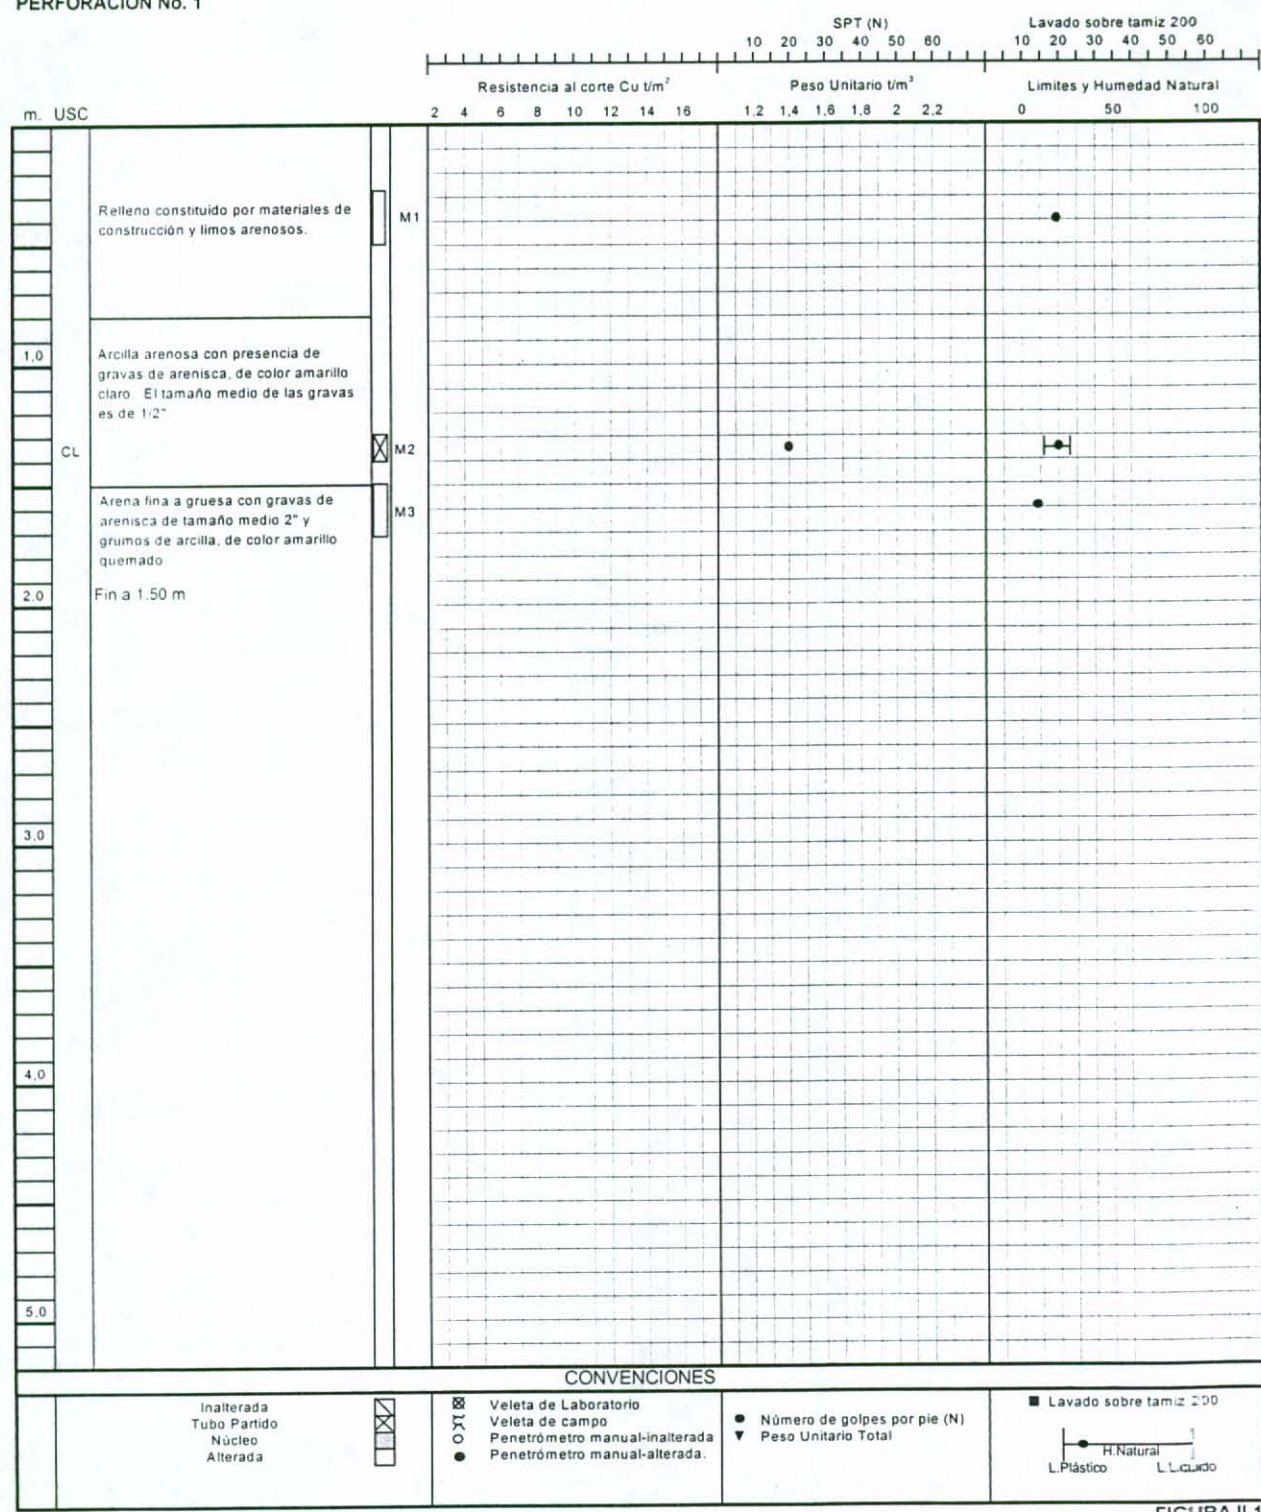 PERFORACIÓN No. 1
SPT (N)
Lavado sobre tamiz 200
10 20 30 40 50 60
10 20 30 40 50 60
Resistencia al corte Cu t/m²
Peso Unitario t/m³
Limites y Humedad Natural
m. USC
2 4 6 8 10 12 14 16
1,2 1,4 1,6 1,8 2 2,2
0 50 100
Relleno constituido por materiales de
construcción y limos arenosos.
M1
1,0
Arcilla arenosa con presencia de
gravas de arenisca, de color amarillo
claro. El tamaño medio de las gravas
es de 1/2"
CL
M2
Arena fina a gruesa con gravas de
arenisca de tamaño medio 2" y
grumos de arcilla, de color amarillo
quemado
M3
2.0
Fin a 1.50 m
3.0
4.0
5.0
CONVENCIONES
Inalterada
Tubo Partido
Núcleo
Alterada
Veleta de Laboratorio
Veleta de campo
Penetrómetro manual-inalterada
Penetrómetro manual-alterada.
Número de golpes por pie (N)
Peso Unitario Total
Lavado sobre tamiz 200
H.Natural
L.Plástico L.Liquido
FIGURA II.1